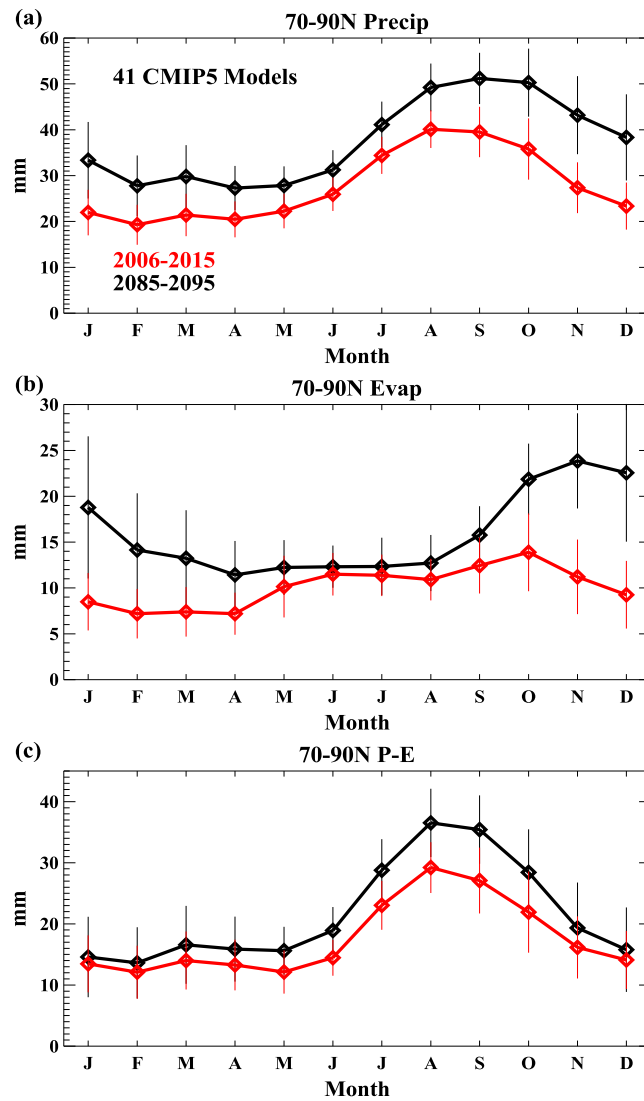 (a)
70-90N Precip
60
50
40
30
20
10
0
mm
41 CMIP5 Models
2006-2015
2085-2095
J F M A M J J A S O N D
Month
(b)
70-90N Evap
30
25
20
15
10
5
0
mm
J F M A M J J A S O N D
Month
(c)
70-90N P-E
40
30
20
10
0
mm
J F M A M J J A S O N D
Month